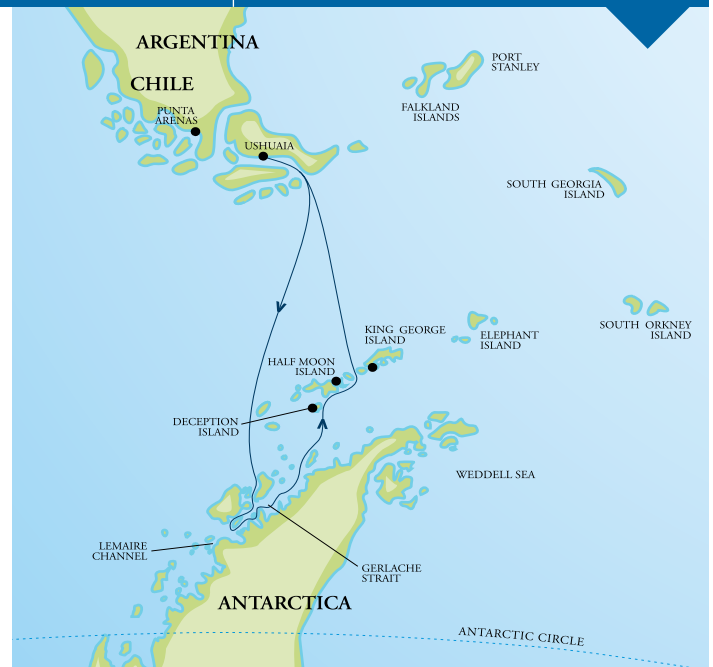 ARGENTINA
PORT
STANLEY
CHILE
FALKLAND
ISLANDS
PUNTA
ARENAS
USHUAIA
SOUTH GEORGIA
ISLAND
SOUTH ORKNEY
ISLAND
KING GEORGE
ISLAND
ELEPHANT
ISLAND
HALF MOON
ISLAND
DECEPTION
ISLAND
WEDDELL SEA
LEMAIRE
CHANNEL
GERLACHE
STRAIT
ANTARCTICA
ANTARCTIC CIRCLE